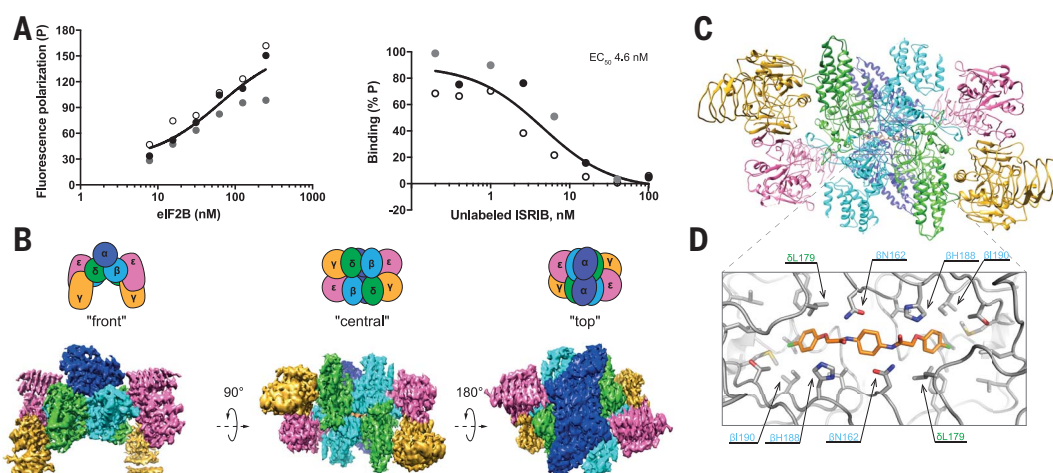 A
Fluorescence polarization (P)
180
150
120
90
60
30
0
1
10
100
1000
eIF2B (nM)
Binding (% P)
100
80
60
40
20
0
-20
EC50 4.6 nM
1
10
100
Unlabeled ISRIB, nM
B
α
ε
δ
β
ε
γ
γ
"front"
γ
δ
β
ε
ε
β
δ
γ
"central"
γ
α
ε
ε
α
γ
"top"
90°
180°
C
D
δL179
βN162
βH188
βI190
βI190
βH188
βN162
δL179